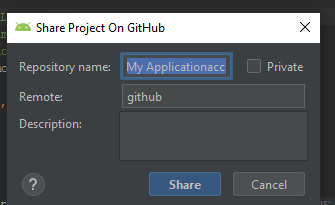 Share Project On GitHub
Repository name: My Applicationacc Private
Remote: github
Description:
? Share Cancel